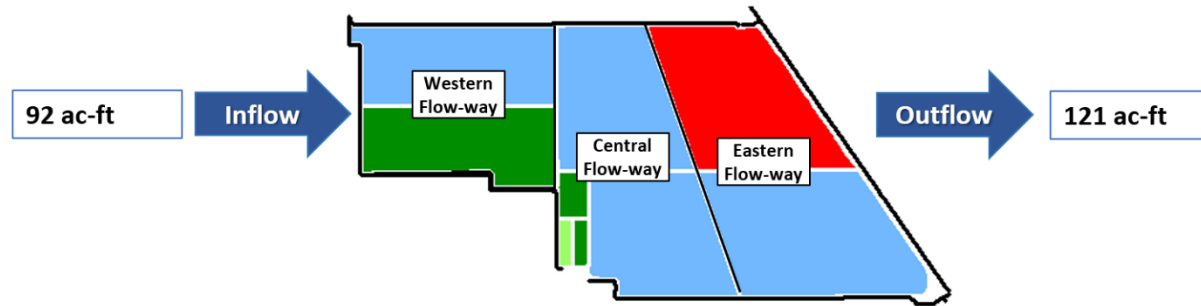 92 ac-ft
Inflow
Western
Flow-way
Central
Flow-way
Eastern
Flow-way
Outflow
121 ac-ft